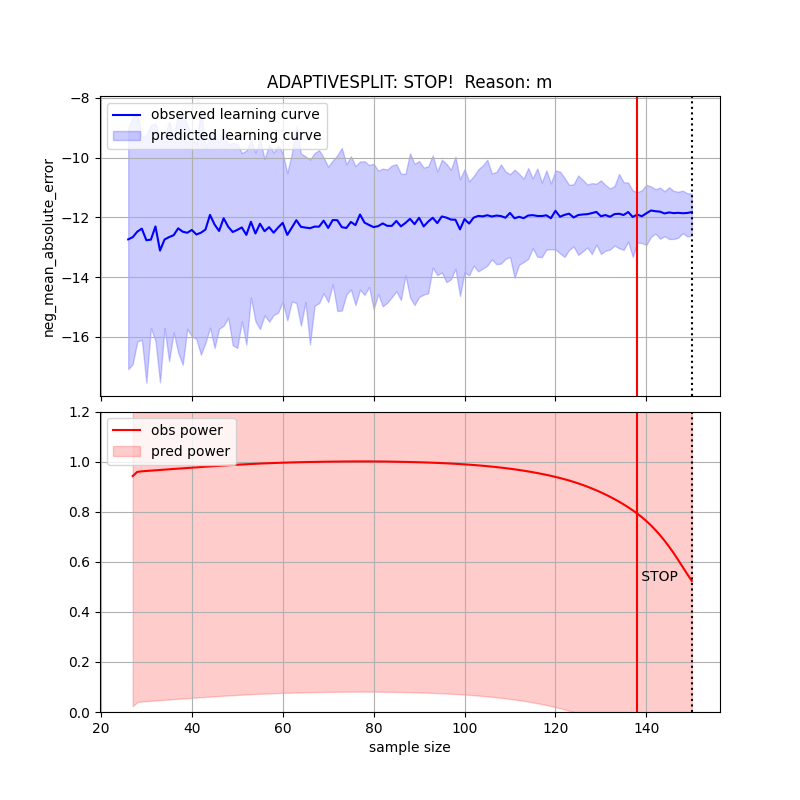 ADAPTIVESPLIT: STOP!  Reason: m
−8
−10
−12
−14
−16
neg_mean_absolute_error
observed learning curve
predicted learning curve
1.2
1.0
0.8
0.6
0.4
0.2
0.0
obs power
pred power
STOP
20
40
60
80
100
120
140
sample size